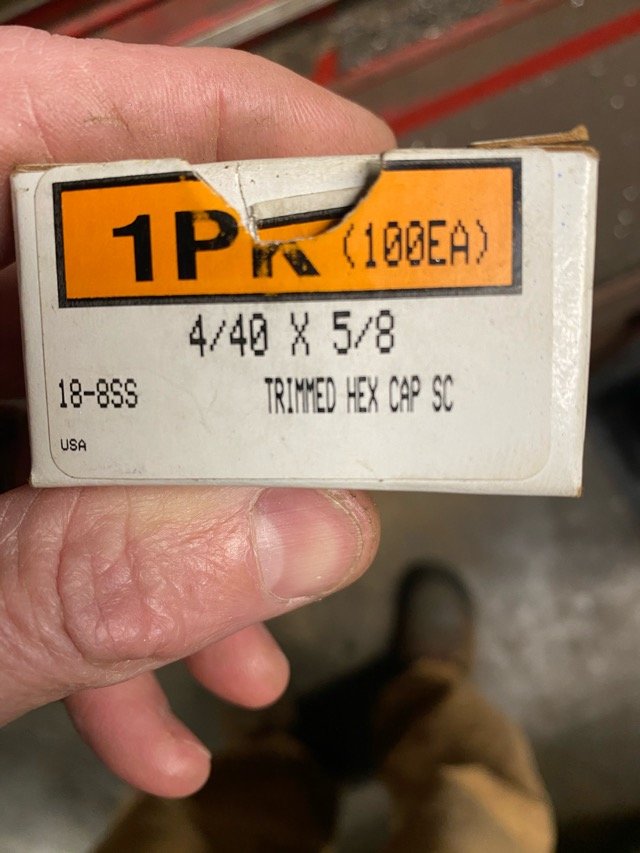 1PK (100EA)
4/40 X 5/8
18-8SS TRIMMED HEX CAP SC
USA